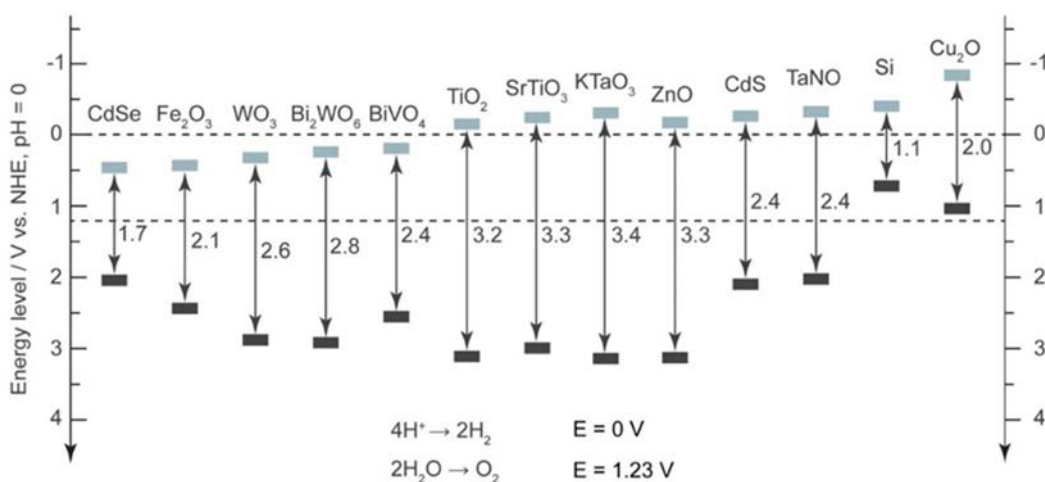 Energy level / V vs. NHE, pH = 0
-1
0
1
2
3
4
CdSe
Fe₂O₃
WO₃
Bi₂WO₆
BiVO₄
TiO₂
SrTiO₃
KTaO₃
ZnO
CdS
TaNO
Si
Cu₂O
1.7
2.1
2.6
2.8
2.4
3.2
3.3
3.4
3.3
2.4
2.4
1.1
2.0
-1
0
1
2
3
4
4H⁺ → 2H₂ E = 0 V
2H₂O → O₂ E = 1.23 V